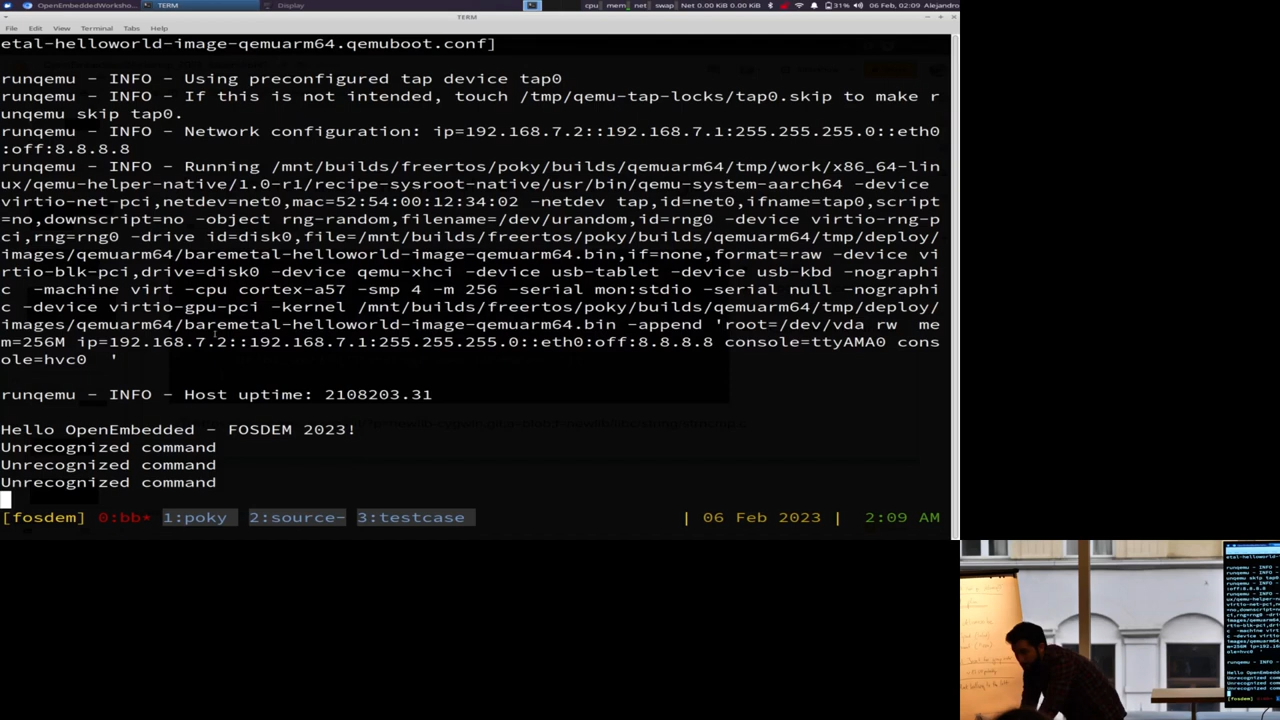 OpenEmbeddedWorksho... TERM Display cpu mem net swap Net 0.00 KiB 0.00 KiB 31% 06 Feb, 02:09 AM Alejandro
TERM
File Edit View Terminal Tabs Help
etal-helloworld-image-qemuarm64.qemuboot.conf]
runqemu - INFO - Using preconfigured tap device tap0
runqemu - INFO - If this is not intended, touch /tmp/qemu-tap-locks/tap0.skip to make r
unqemu skip tap0.
runqemu - INFO - Network configuration: ip=192.168.7.2::192.168.7.1:255.255.255.0::eth0
:off:8.8.8.8
runqemu - INFO - Running /mnt/builds/freertos/poky/builds/qemuarm64/tmp/work/x86_64-lin
ux/qemu-helper-native/1.0-r1/recipe-sysroot-native/usr/bin/qemu-system-aarch64 -device
virtio-net-pci,netdev=net0,mac=52:54:00:12:34:02 -netdev tap,id=net0,ifname=tap0,script
=no,downscript=no -object rng-random,filename=/dev/urandom,id=rng0 -device virtio-rng-p
ci,rng=rng0 -drive id=disk0,file=/mnt/builds/freertos/poky/builds/qemuarm64/tmp/deploy/
images/qemuarm64/baremetal-helloworld-image-qemuarm64.bin,if=none,format=raw -device vi
rtio-blk-pci,drive=disk0 -device qemu-xhci -device usb-tablet -device usb-kbd -nographi
c -machine virt -cpu cortex-a57 -smp 4 -m 256 -serial mon:stdio -serial null -nographi
c -device virtio-gpu-pci -kernel /mnt/builds/freertos/poky/builds/qemuarm64/tmp/deploy/
images/qemuarm64/baremetal-helloworld-image-qemuarm64.bin -append 'root=/dev/vda rw  me
m=256M ip=192.168.7.2::192.168.7.1:255.255.255.0::eth0:off:8.8.8.8 console=ttyAMA0 cons
ole=hvc0  '
runqemu - INFO - Host uptime: 2108203.31
Hello OpenEmbedded - FOSDEM 2023!
Unrecognized command
Unrecognized command
Unrecognized command
[fosdem] 0:bb* 1:poky 2:source- 3:testcase | 06 Feb 2023 | 2:09 AM